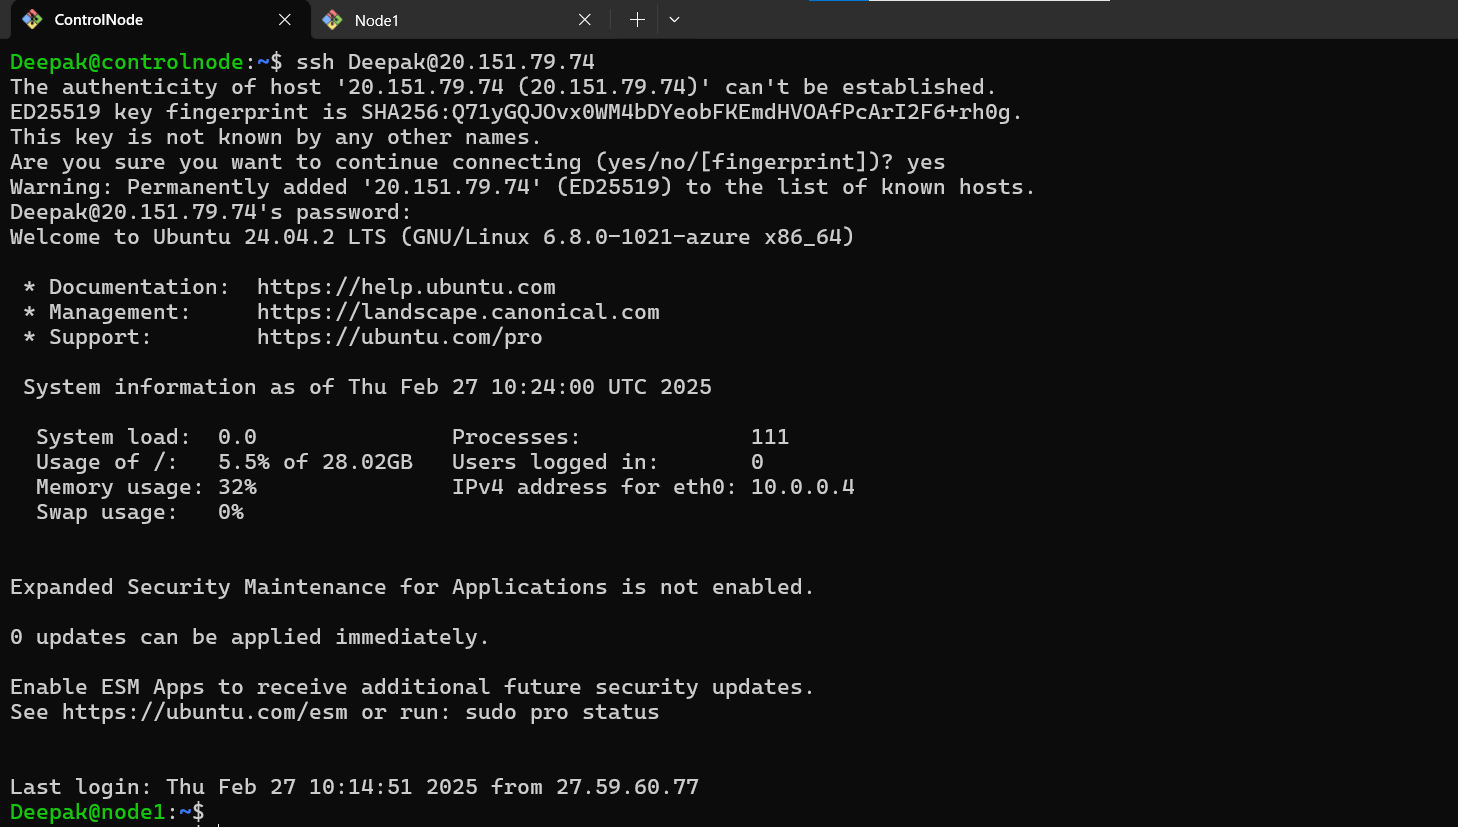 ControlNode
Node1
Deepak@controlnode:~$ ssh Deepak@20.151.79.74
The authenticity of host '20.151.79.74 (20.151.79.74)' can't be established.
ED25519 key fingerprint is SHA256:Q71yGQJOvx0WM4bDYeobFKEmdHVOAfPcArI2F6+rh0g.
This key is not known by any other names.
Are you sure you want to continue connecting (yes/no/[fingerprint])? yes
Warning: Permanently added '20.151.79.74' (ED25519) to the list of known hosts.
Deepak@20.151.79.74's password:
Welcome to Ubuntu 24.04.2 LTS (GNU/Linux 6.8.0-1021-azure x86_64)
* Documentation:  https://help.ubuntu.com
* Management:     https://landscape.canonical.com
* Support:        https://ubuntu.com/pro
System information as of Thu Feb 27 10:24:00 UTC 2025
System load:  0.0               Processes:             111
Usage of /:   5.5% of 28.02GB   Users logged in:       0
Memory usage: 32%               IPv4 address for eth0: 10.0.0.4
Swap usage:   0%
Expanded Security Maintenance for Applications is not enabled.
0 updates can be applied immediately.
Enable ESM Apps to receive additional future security updates.
See https://ubuntu.com/esm or run: sudo pro status
Last login: Thu Feb 27 10:14:51 2025 from 27.59.60.77
Deepak@node1:~$